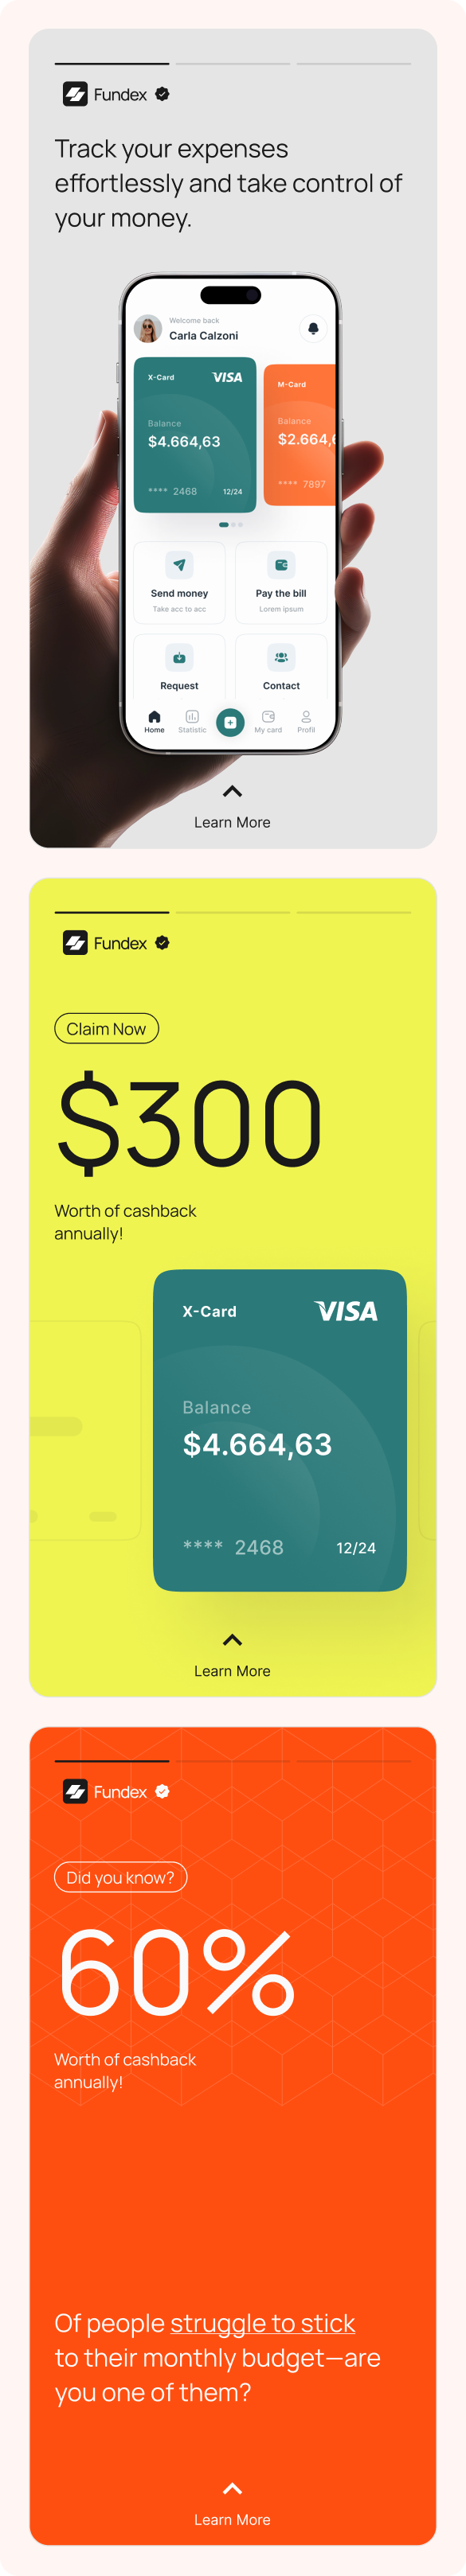 Fundex
Track your expenses
effortlessly and take control of
your money.
Welcome back
Carla Calzoni
X-Card VISA
Balance
$4.664,63
**** 2468 12/24
M-Card
Balance
$2.664,6
**** 7897
Send money
Take acc to acc
Pay the bill
Lorem ipsum
Request
Contact
Home Statistic My card Profil
Learn More
Fundex
Claim Now
$300
Worth of cashback
annually!
X-Card VISA
Balance
$4.664,63
**** 2468 12/24
Learn More
Fundex
Did you know?
60%
Worth of cashback
annually!
Of people struggle to stick
to their monthly budget—are
you one of them?
Learn More